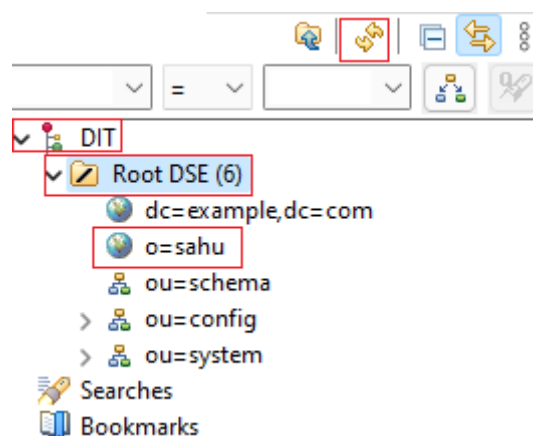 =
DIT
Root DSE (6)
dc=example,dc=com
o=sahu
ou=schema
ou=config
ou=system
Searches
Bookmarks